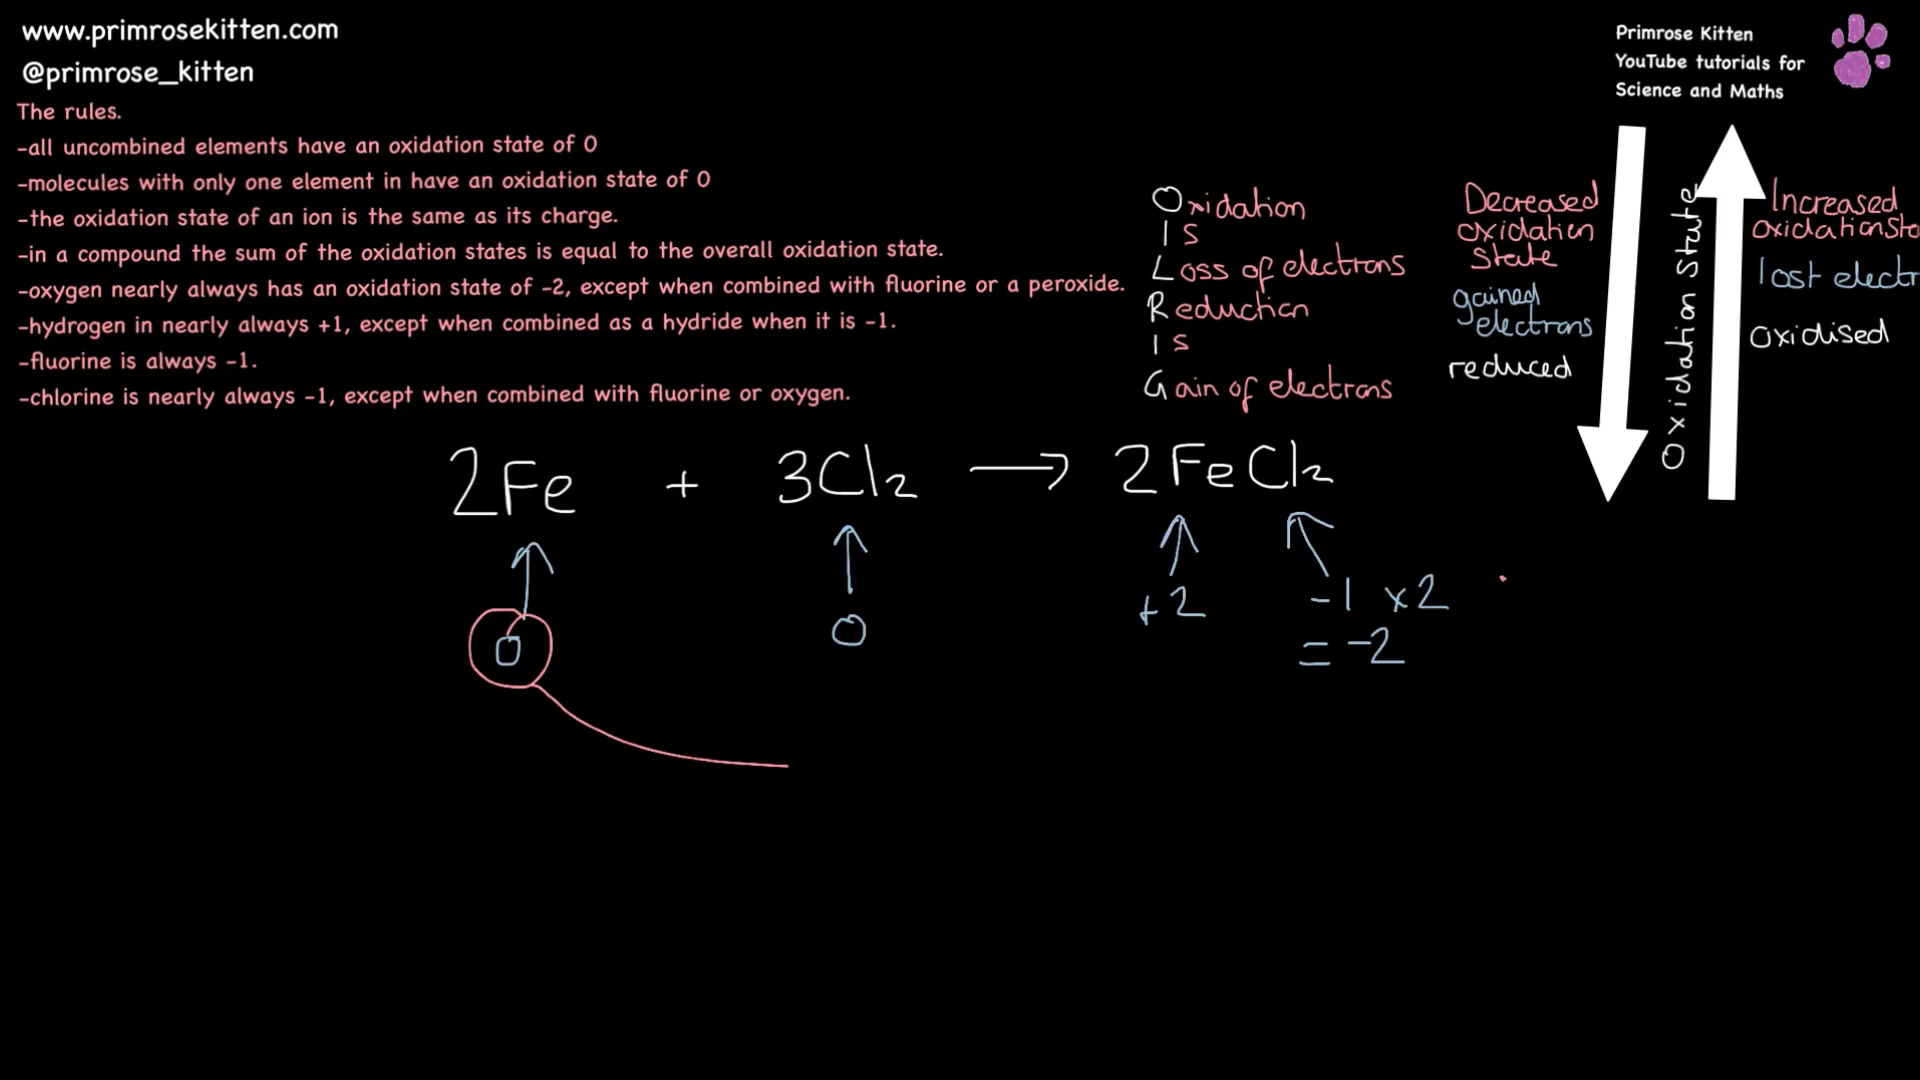 www.primrosekitten.com
@primrose_kitten
Primrose Kitten
YouTube tutorials for
Science and Maths
The rules.
-all uncombined elements have an oxidation state of 0
-molecules with only one element in have an oxidation state of 0
-the oxidation state of an ion is the same as its charge.
-in a compound the sum of the oxidation states is equal to the overall oxidation state.
-oxygen nearly always has an oxidation state of -2, except when combined with fluorine or a peroxide.
-hydrogen in nearly always +1, except when combined as a hydride when it is -1.
-fluorine is always -1.
-chlorine is nearly always -1, except when combined with fluorine or oxygen.
Oxidation
Is
Loss of electrons
Reduction
Is
Gain of electrons
Decreased
oxidation
state
gained
electrons
reduced
Oxidation State
Increased
oxidation sta
lost electr
oxidised
2Fe + 3Cl₂ → 2FeCl₂
0
0
+2
-1 ×2
= -2